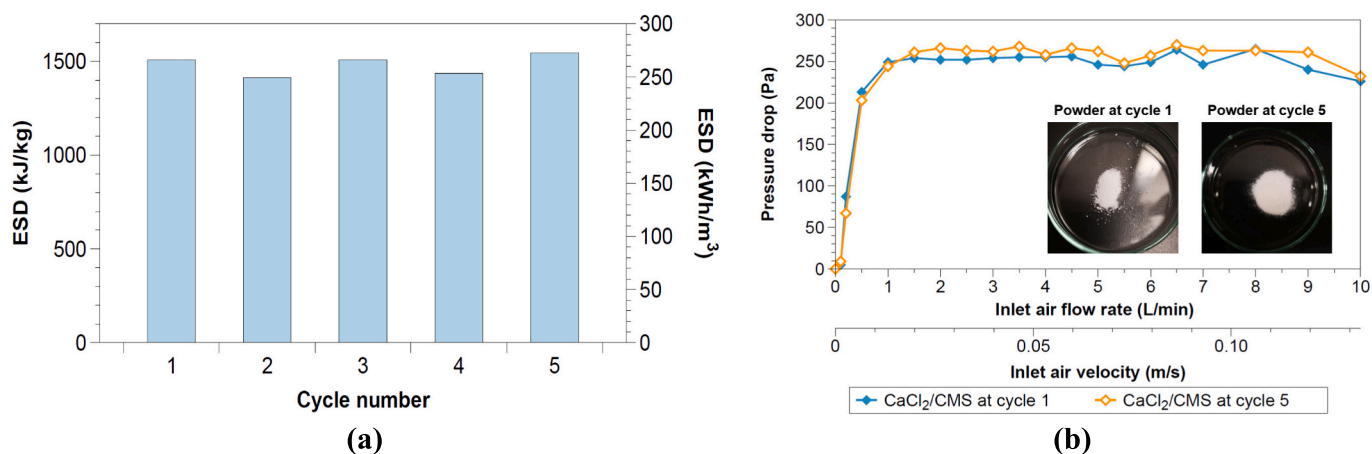 ESD (kJ/kg)
1500
1000
500
0
300
250
200
150
100
50
0
ESD (kWh/m³)
1 2 3 4 5
Cycle number
(a)
Pressure drop (Pa)
300
250
200
150
100
50
0
Powder at cycle 1 Powder at cycle 5
0 1 2 3 4 5 6 7 8 9 10
Inlet air flow rate (L/min)
0 0.05 0.10
Inlet air velocity (m/s)
CaCl₂/CMS at cycle 1 CaCl₂/CMS at cycle 5
(b)